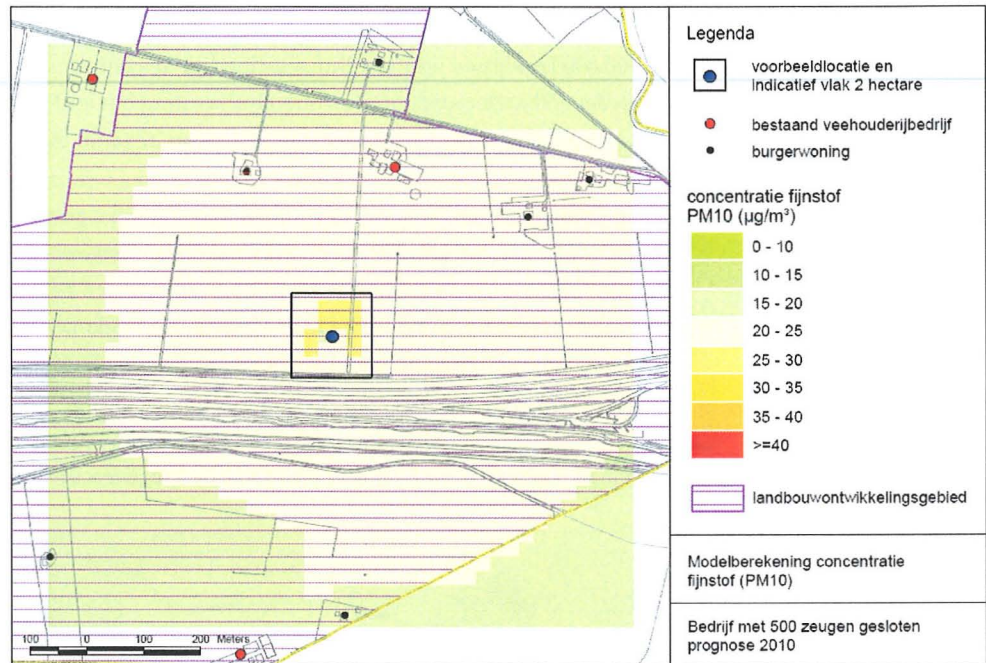 Legenda
voorbeeldlocatie en
indicatief vlak 2 hectare
bestaand veehouderijbedrijf
burgerwoning
concentratie fijnstof
PM10 (µg/m³)
0 - 10
10 - 15
15 - 20
20 - 25
25 - 30
30 - 35
35 - 40
>=40
landbouwontwikkelingsgebied
Modelberekening concentratie
fijnstof (PM10)
Bedrijf met 500 zeugen gesloten
prognose 2010
100 0 100 200 Meters